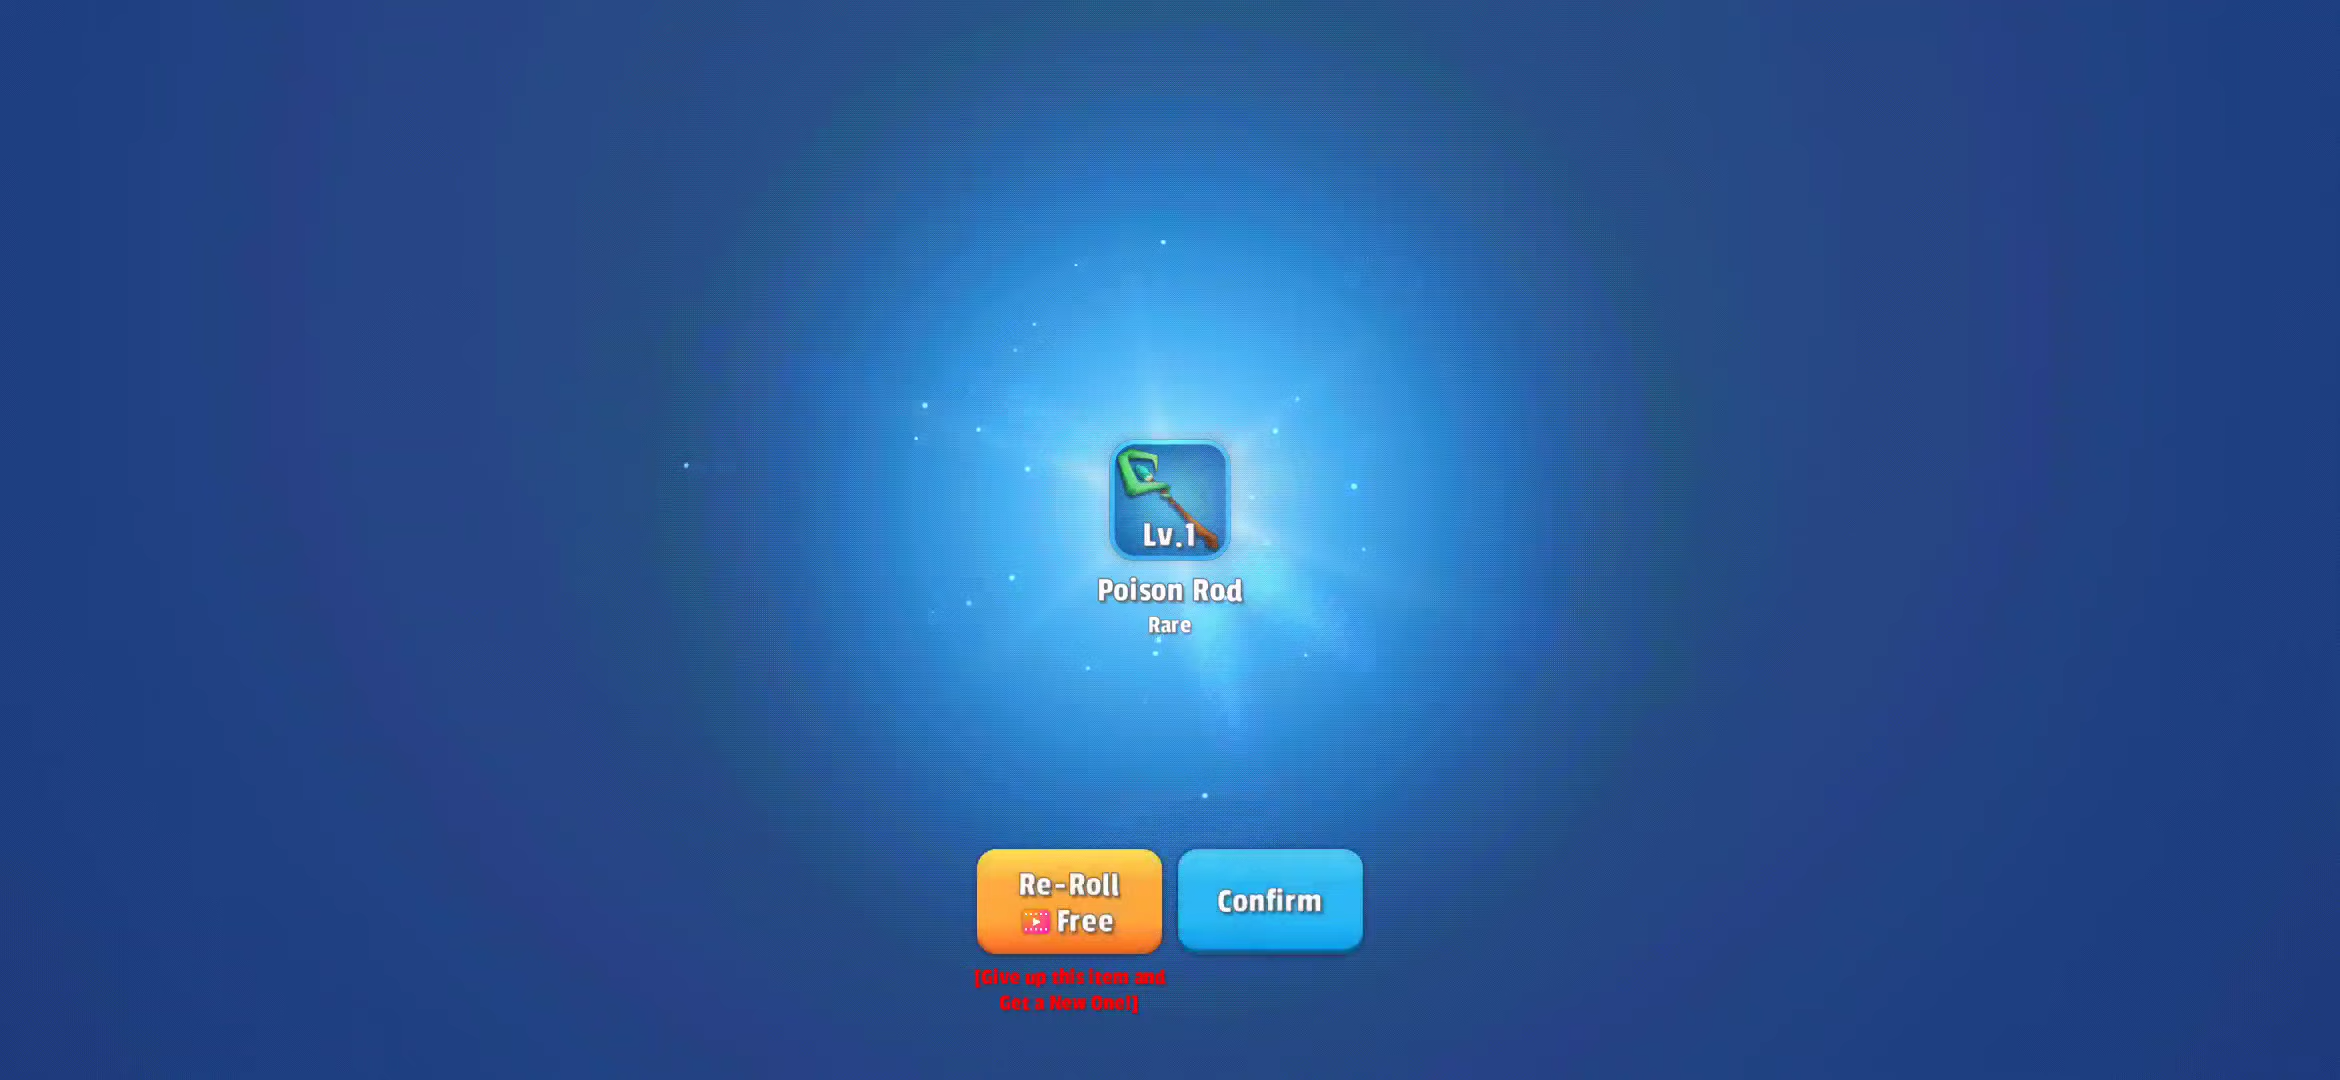 Lv.1
Poison Rod
Rare
Re-Roll
Free
Confirm
[Give up this item and
Get a New One!]